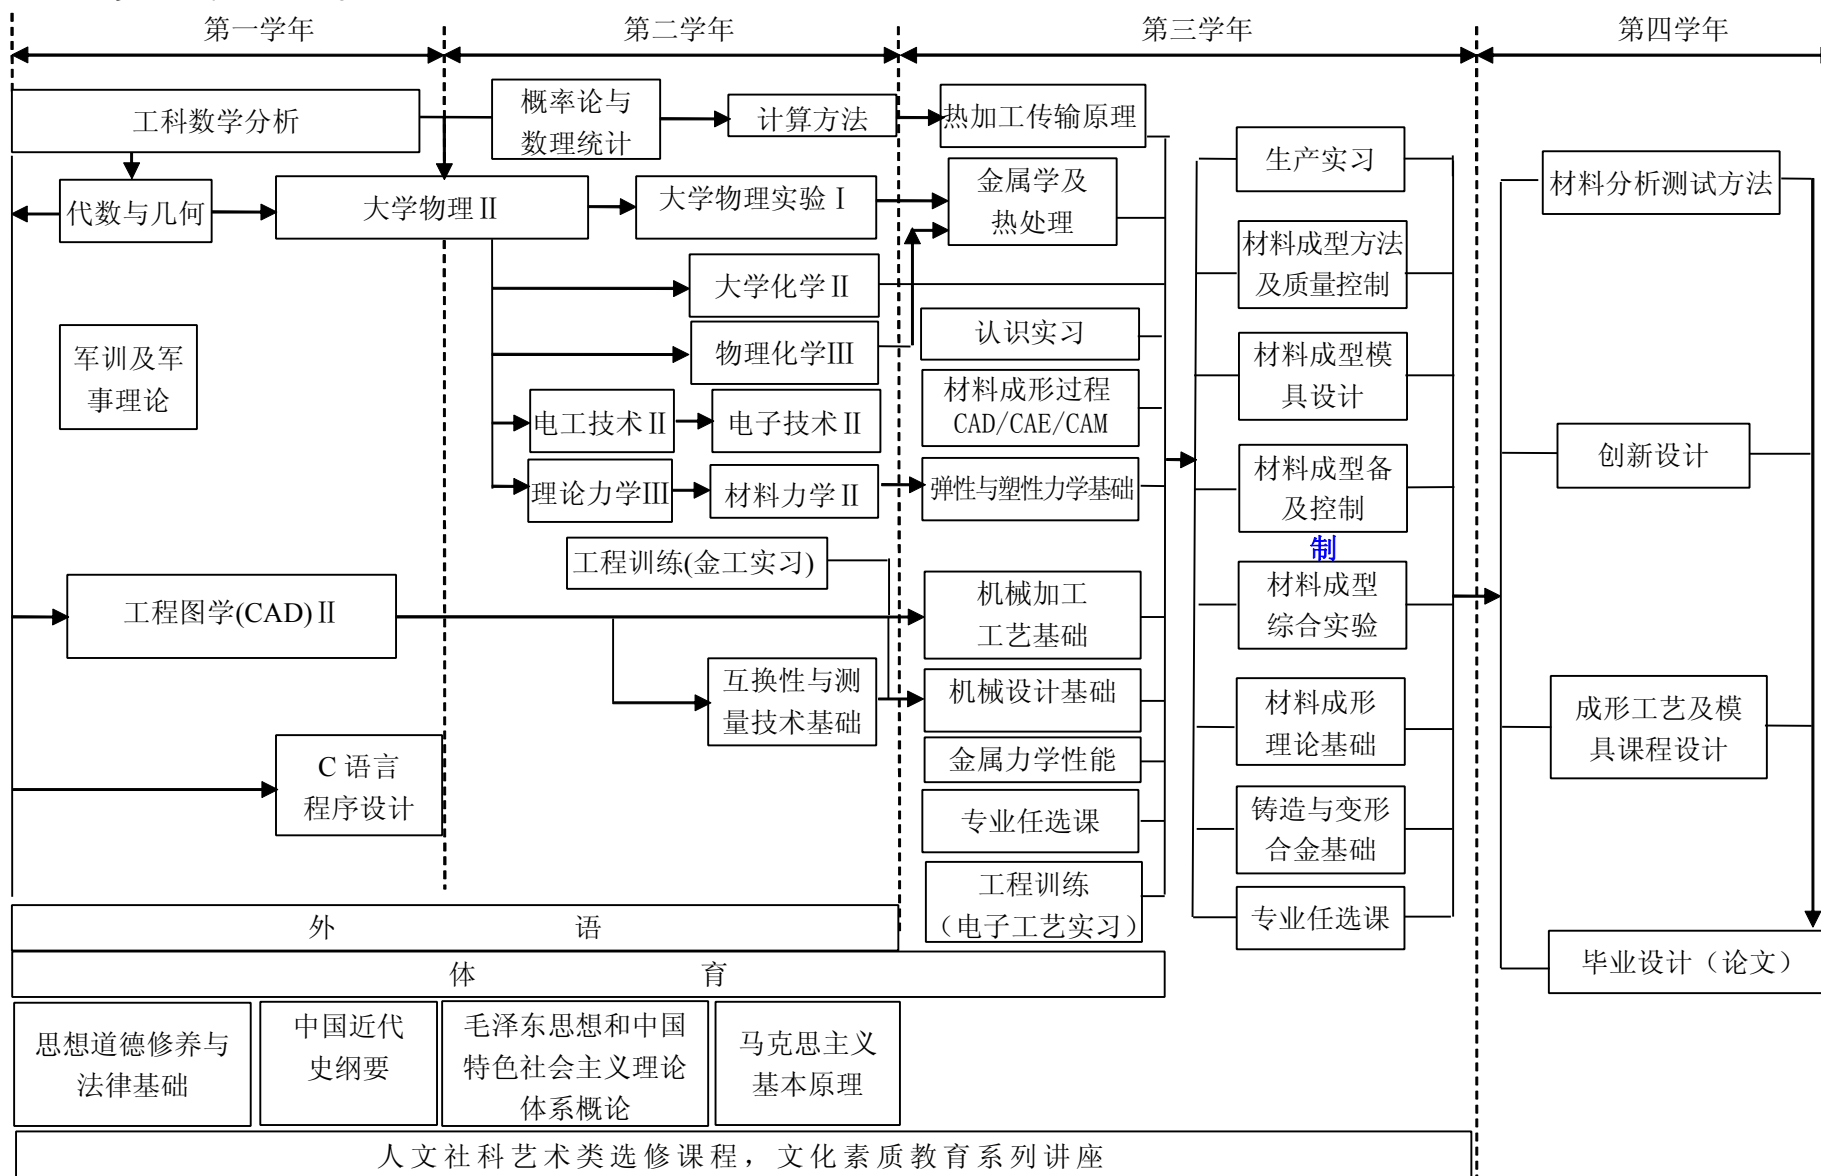 第一学年
第二学年
第三学年
第四学年
工科数学分析
概率论与
数理统计
计算方法
热加工传输原理
代数与几何
大学物理Ⅱ
大学物理实验Ⅰ
金属学及
热处理
大学化学Ⅱ
物理化学Ⅲ
军训及军
事理论
电工技术Ⅱ
电子技术Ⅱ
理论力学Ⅲ
材料力学Ⅱ
认识实习
材料成形过程
CAD/CAE/CAM
弹性与塑性力学基础
工程训练(金工实习)
工程图学(CAD)Ⅱ
互换性与测
量技术基础
C 语言
程序设计
机械加工
工艺基础
机械设计基础
金属力学性能
专业任选课
工程训练
（电子工艺实习）
生产实习
材料成型方法
及质量控制
材料成型模
具设计
材料成型备
及控制
制
材料成型
综合实验
材料成形
理论基础
铸造与变形
合金基础
专业任选课
材料分析测试方法
创新设计
成形工艺及模
具课程设计
毕业设计（论文）
外 语
体 育
思想道德修养与
法律基础
中国近代
史纲要
毛泽东思想和中国
特色社会主义理论
体系概论
马克思主义
基本原理
人文社科艺术类选修课程，文化素质教育系列讲座